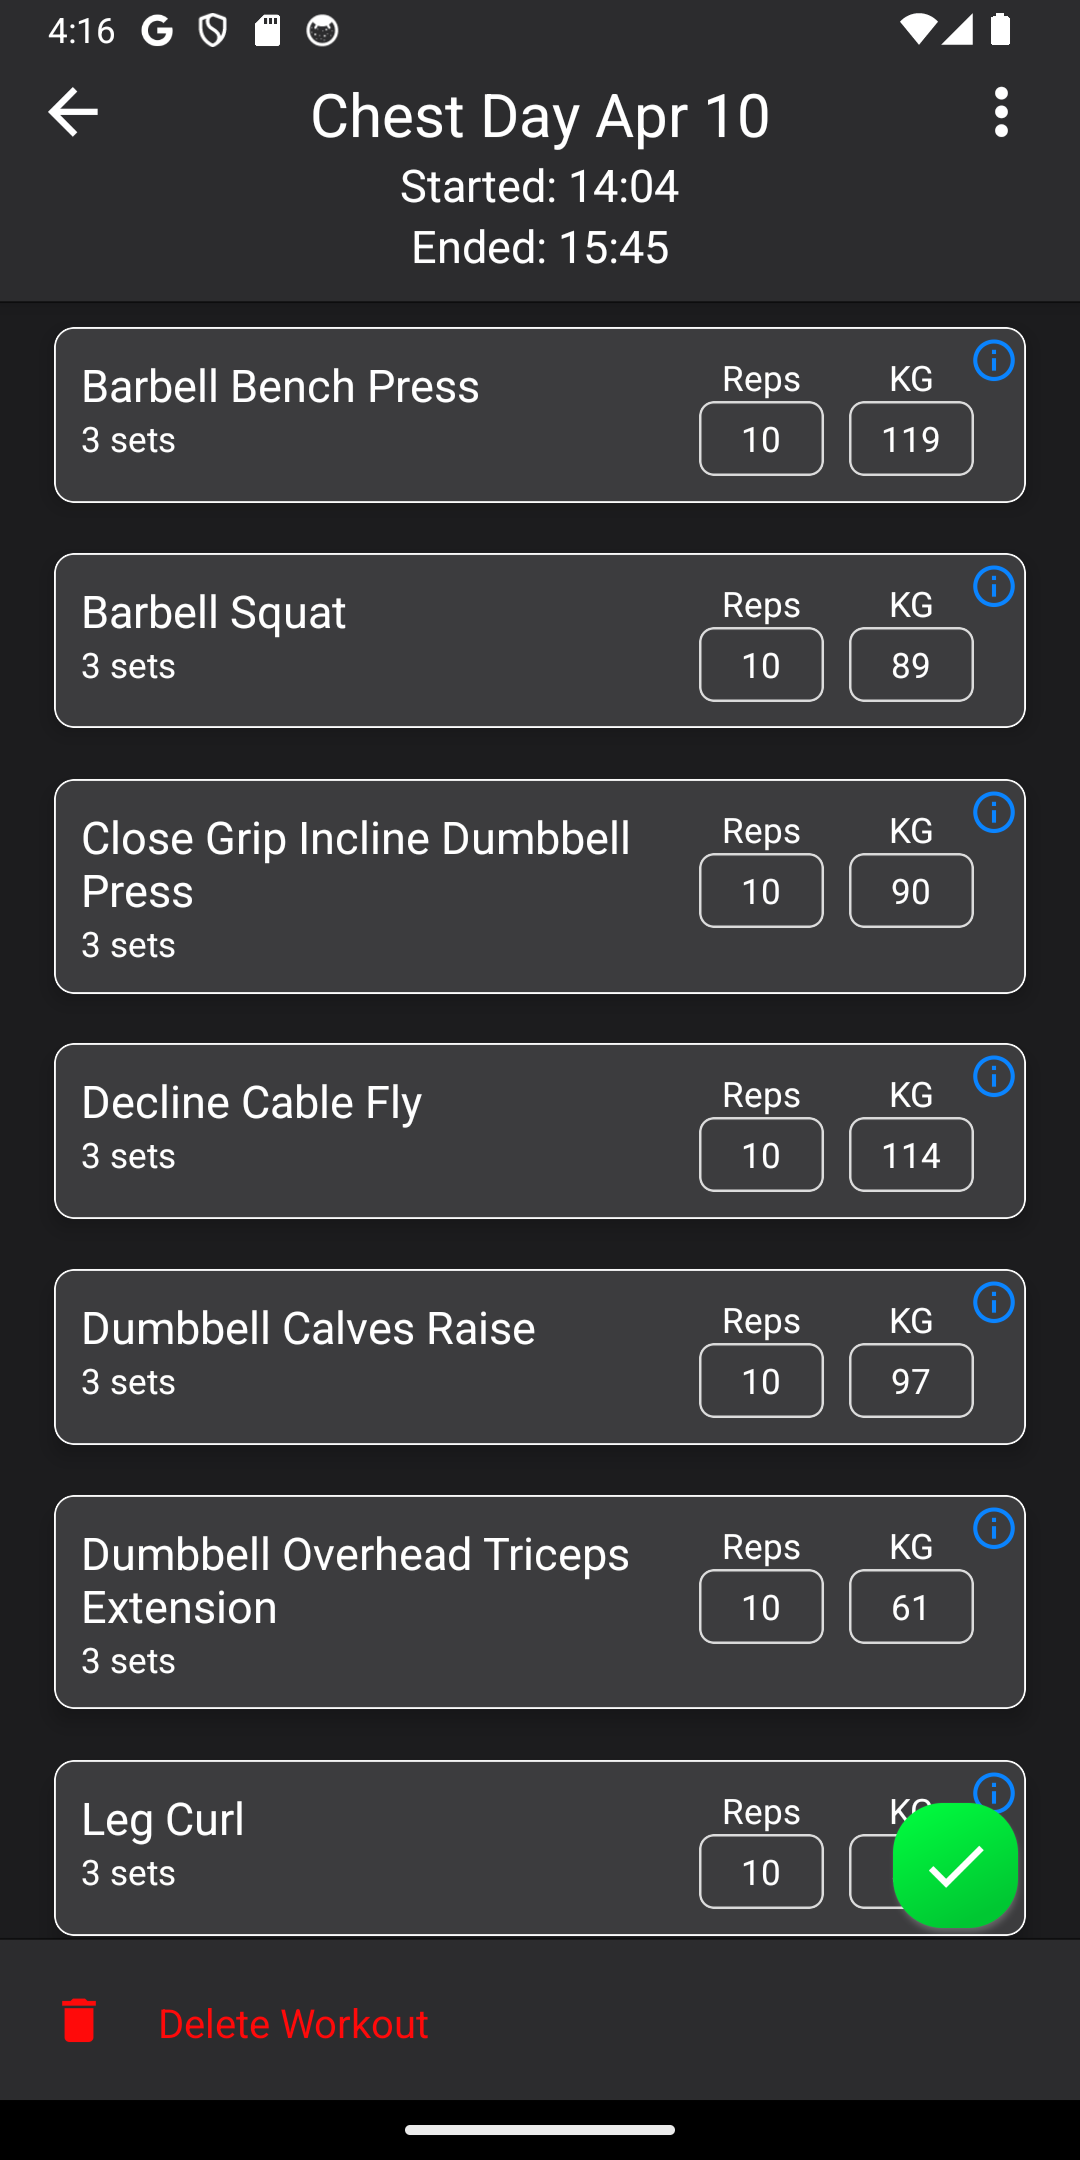 4:16
Chest Day Apr 10
Started: 14:04
Ended: 15:45
Barbell Bench Press
3 sets
Reps
KG
10
119
Barbell Squat
3 sets
Reps
KG
10
89
Close Grip Incline Dumbbell
Press
3 sets
Reps
KG
10
90
Decline Cable Fly
3 sets
Reps
KG
10
114
Dumbbell Calves Raise
3 sets
Reps
KG
10
97
Dumbbell Overhead Triceps
Extension
3 sets
Reps
KG
10
61
Leg Curl
3 sets
Reps
10
Delete Workout